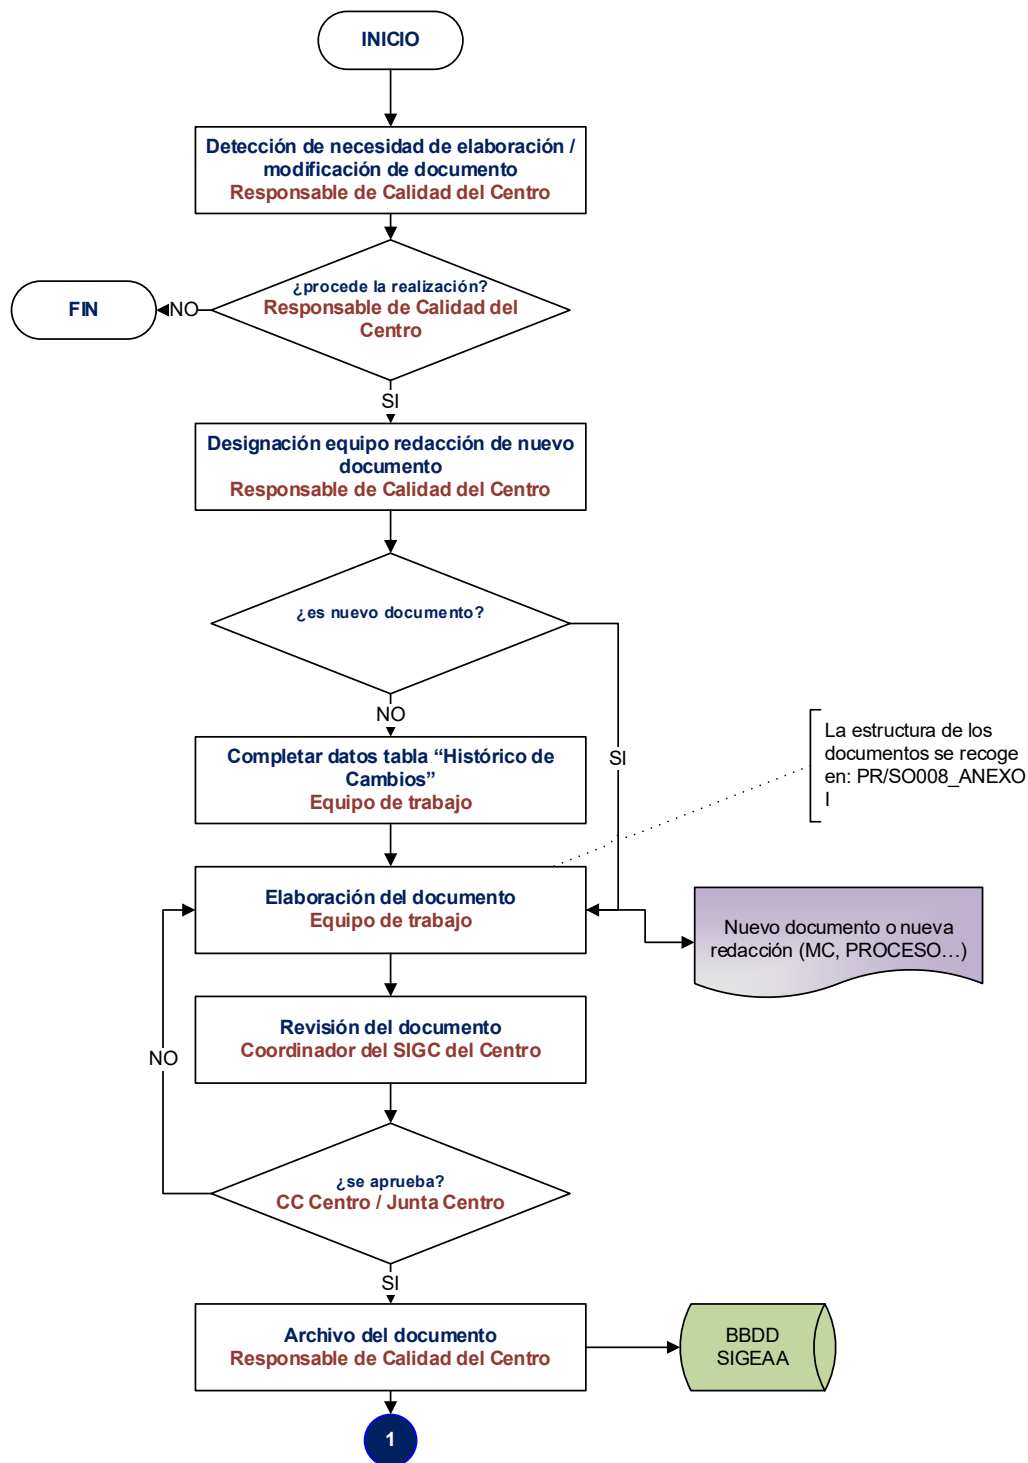 INICIO
Detección de necesidad de elaboración /
modificación de documento
Responsable de Calidad del Centro
¿procede la realización?
Responsable de Calidad del
Centro
NO
FIN
SI
Designación equipo redacción de nuevo
documento
Responsable de Calidad del Centro
¿es nuevo documento?
NO
SI
Completar datos tabla “Histórico de
Cambios”
Equipo de trabajo
La estructura de los
documentos se recoge
en: PR/SO008_ANEXO
I
Elaboración del documento
Equipo de trabajo
Nuevo documento o nueva
redacción (MC, PROCESO…)
Revisión del documento
Coordinador del SIGC del Centro
NO
¿se aprueba?
CC Centro / Junta Centro
SI
Archivo del documento
Responsable de Calidad del Centro
BBDD
SIGEAA
1